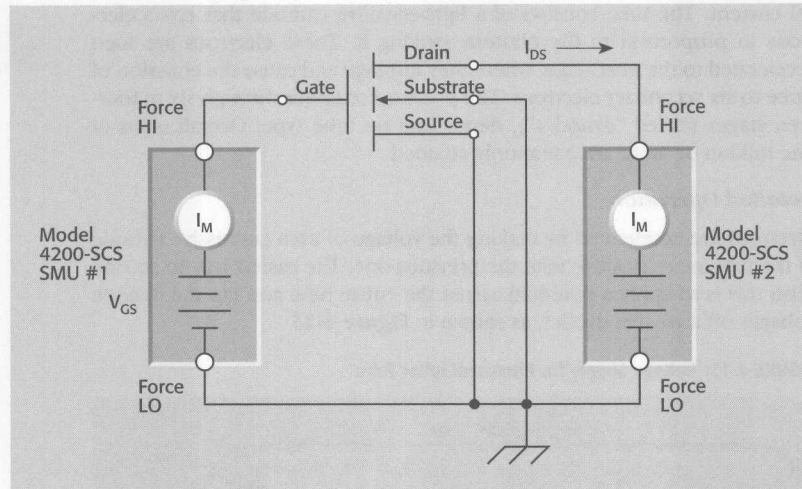 Drain
I_DS
Force
HI
Gate
Substrate
Source
Force
HI
I_M
Model
4200-SCS
SMU #1
V_GS
I_M
Model
4200-SCS
SMU #2
Force
LO
Force
LO